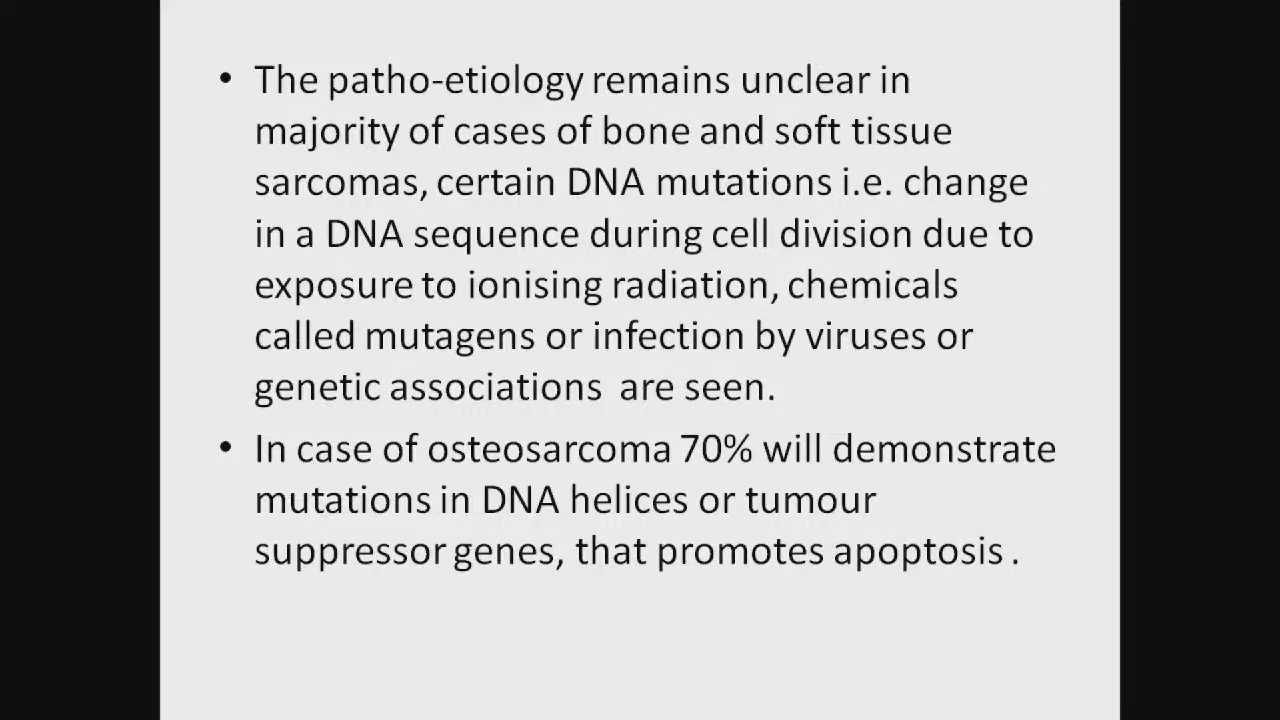 • The patho-etiology remains unclear in
majority of cases of bone and soft tissue
sarcomas, certain DNA mutations i.e. change
in a DNA sequence during cell division due to
exposure to ionising radiation, chemicals
called mutagens or infection by viruses or
genetic associations  are seen.
• In case of osteosarcoma 70% will demonstrate
mutations in DNA helices or tumour
suppressor genes, that promotes apoptosis .